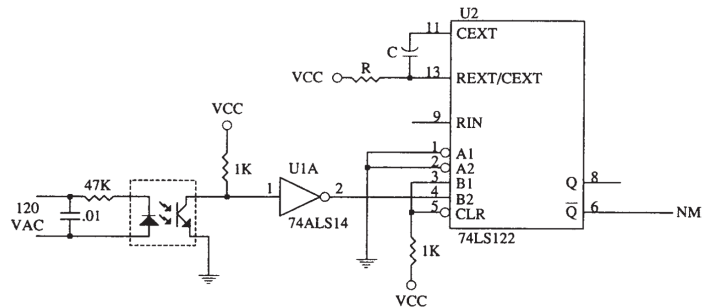 U2
11
CEXT
C
VCC
R
13
REXT/CEXT
VCC
9
RIN
1K
1
A1
2
A2
47K
U1A
3
B1
1
2
4
B2
Q
8
120
VAC
.01
74ALS14
5
CLR
Q
6
NM
1K
74LS122
VCC